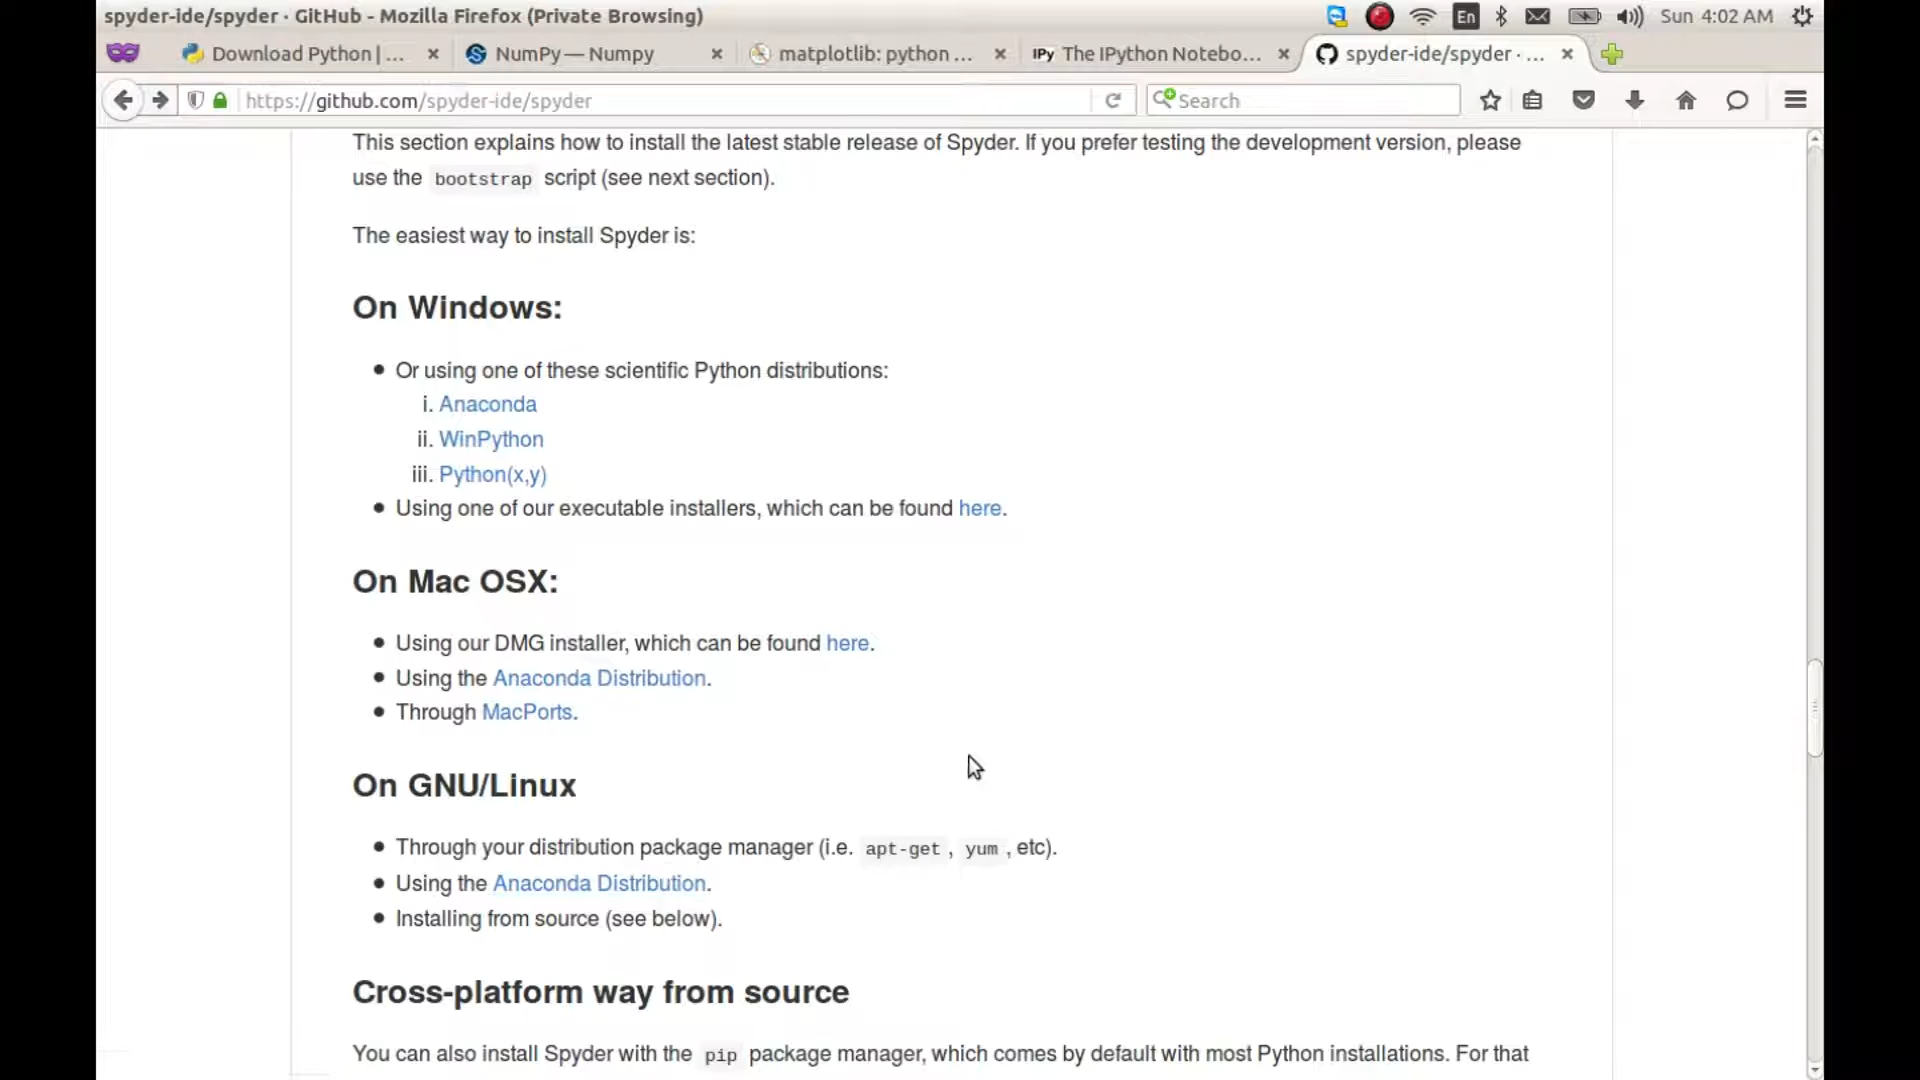 spyder-ide/spyder · GitHub - Mozilla Firefox (Private Browsing)
En
Sun 4:02 AM
Download Python | ...
NumPy — Numpy
matplotlib: python ...
IPy The IPython Notebo...
spyder-ide/spyder · ...
https://github.com/spyder-ide/spyder
Search
This section explains how to install the latest stable release of Spyder. If you prefer testing the development version, please
use the bootstrap script (see next section).
The easiest way to install Spyder is:
On Windows:
Or using one of these scientific Python distributions:
i. Anaconda
ii. WinPython
iii. Python(x,y)
Using one of our executable installers, which can be found here.
On Mac OSX:
Using our DMG installer, which can be found here.
Using the Anaconda Distribution.
Through MacPorts.
On GNU/Linux
Through your distribution package manager (i.e. apt-get , yum , etc).
Using the Anaconda Distribution.
Installing from source (see below).
Cross-platform way from source
You can also install Spyder with the pip package manager, which comes by default with most Python installations. For that